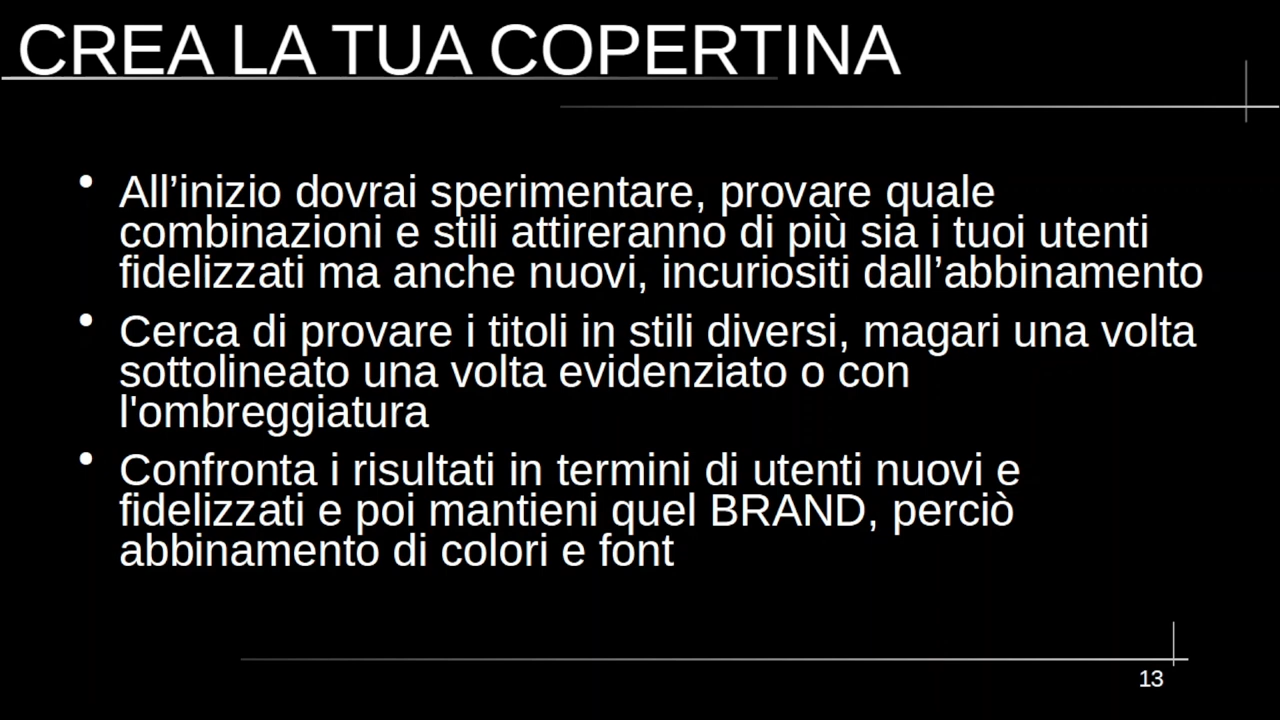 CREA LA TUA COPERTINA
• All’inizio dovrai sperimentare, provare quale
combinazioni e stili attireranno di più sia i tuoi utenti
fidelizzati ma anche nuovi, incuriositi dall’abbinamento
• Cerca di provare i titoli in stili diversi, magari una volta
sottolineato una volta evidenziato o con
l'ombreggiatura
• Confronta i risultati in termini di utenti nuovi e
fidelizzati e poi mantieni quel BRAND, perciò
abbinamento di colori e font
13